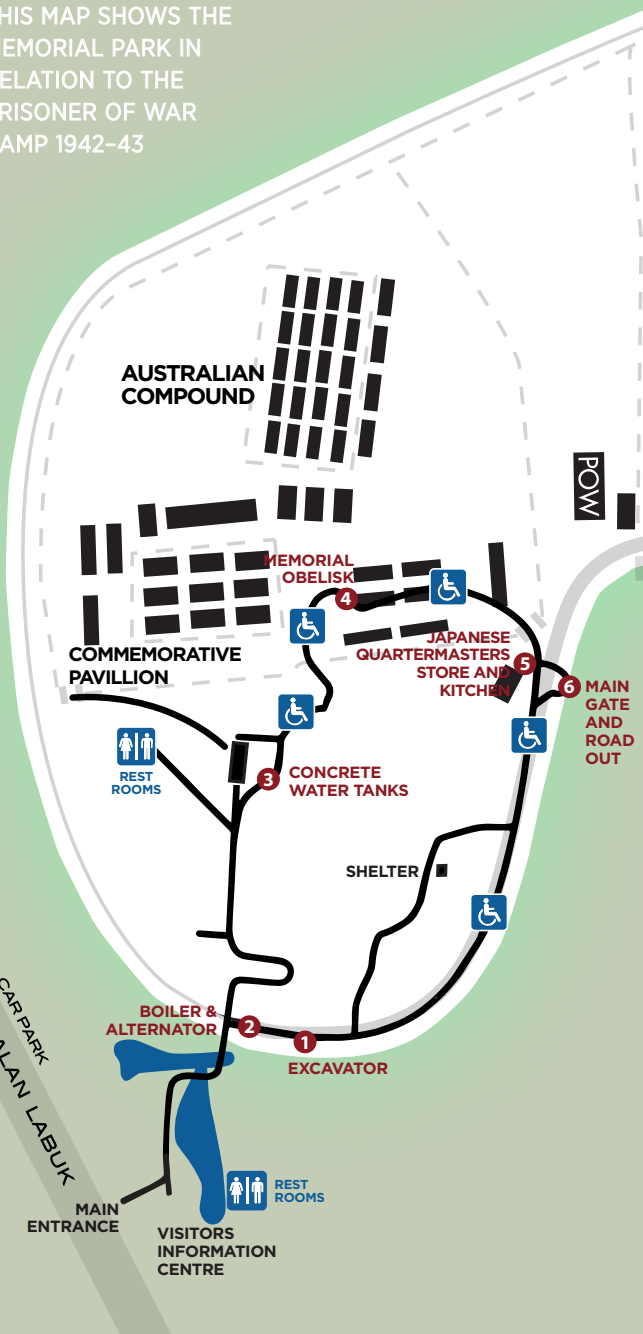 HIS MAP SHOWS THE
EMORIAL PARK IN
ELATION TO THE
RISONER OF WAR
AMP 1942–43
AUSTRALIAN
COMPOUND
POW
MEMORIAL
OBELISK
4
JAPANESE
QUARTERMASTERS
STORE AND
KITCHEN
5
6
MAIN
GATE
AND
ROAD
OUT
COMMEMORATIVE
PAVILLION
REST
ROOMS
3
CONCRETE
WATER TANKS
SHELTER
BOILER &
ALTERNATOR
2
1
EXCAVATOR
CAR PARK
ALAN LABUK
REST
ROOMS
MAIN
ENTRANCE
VISITORS
INFORMATION
CENTRE